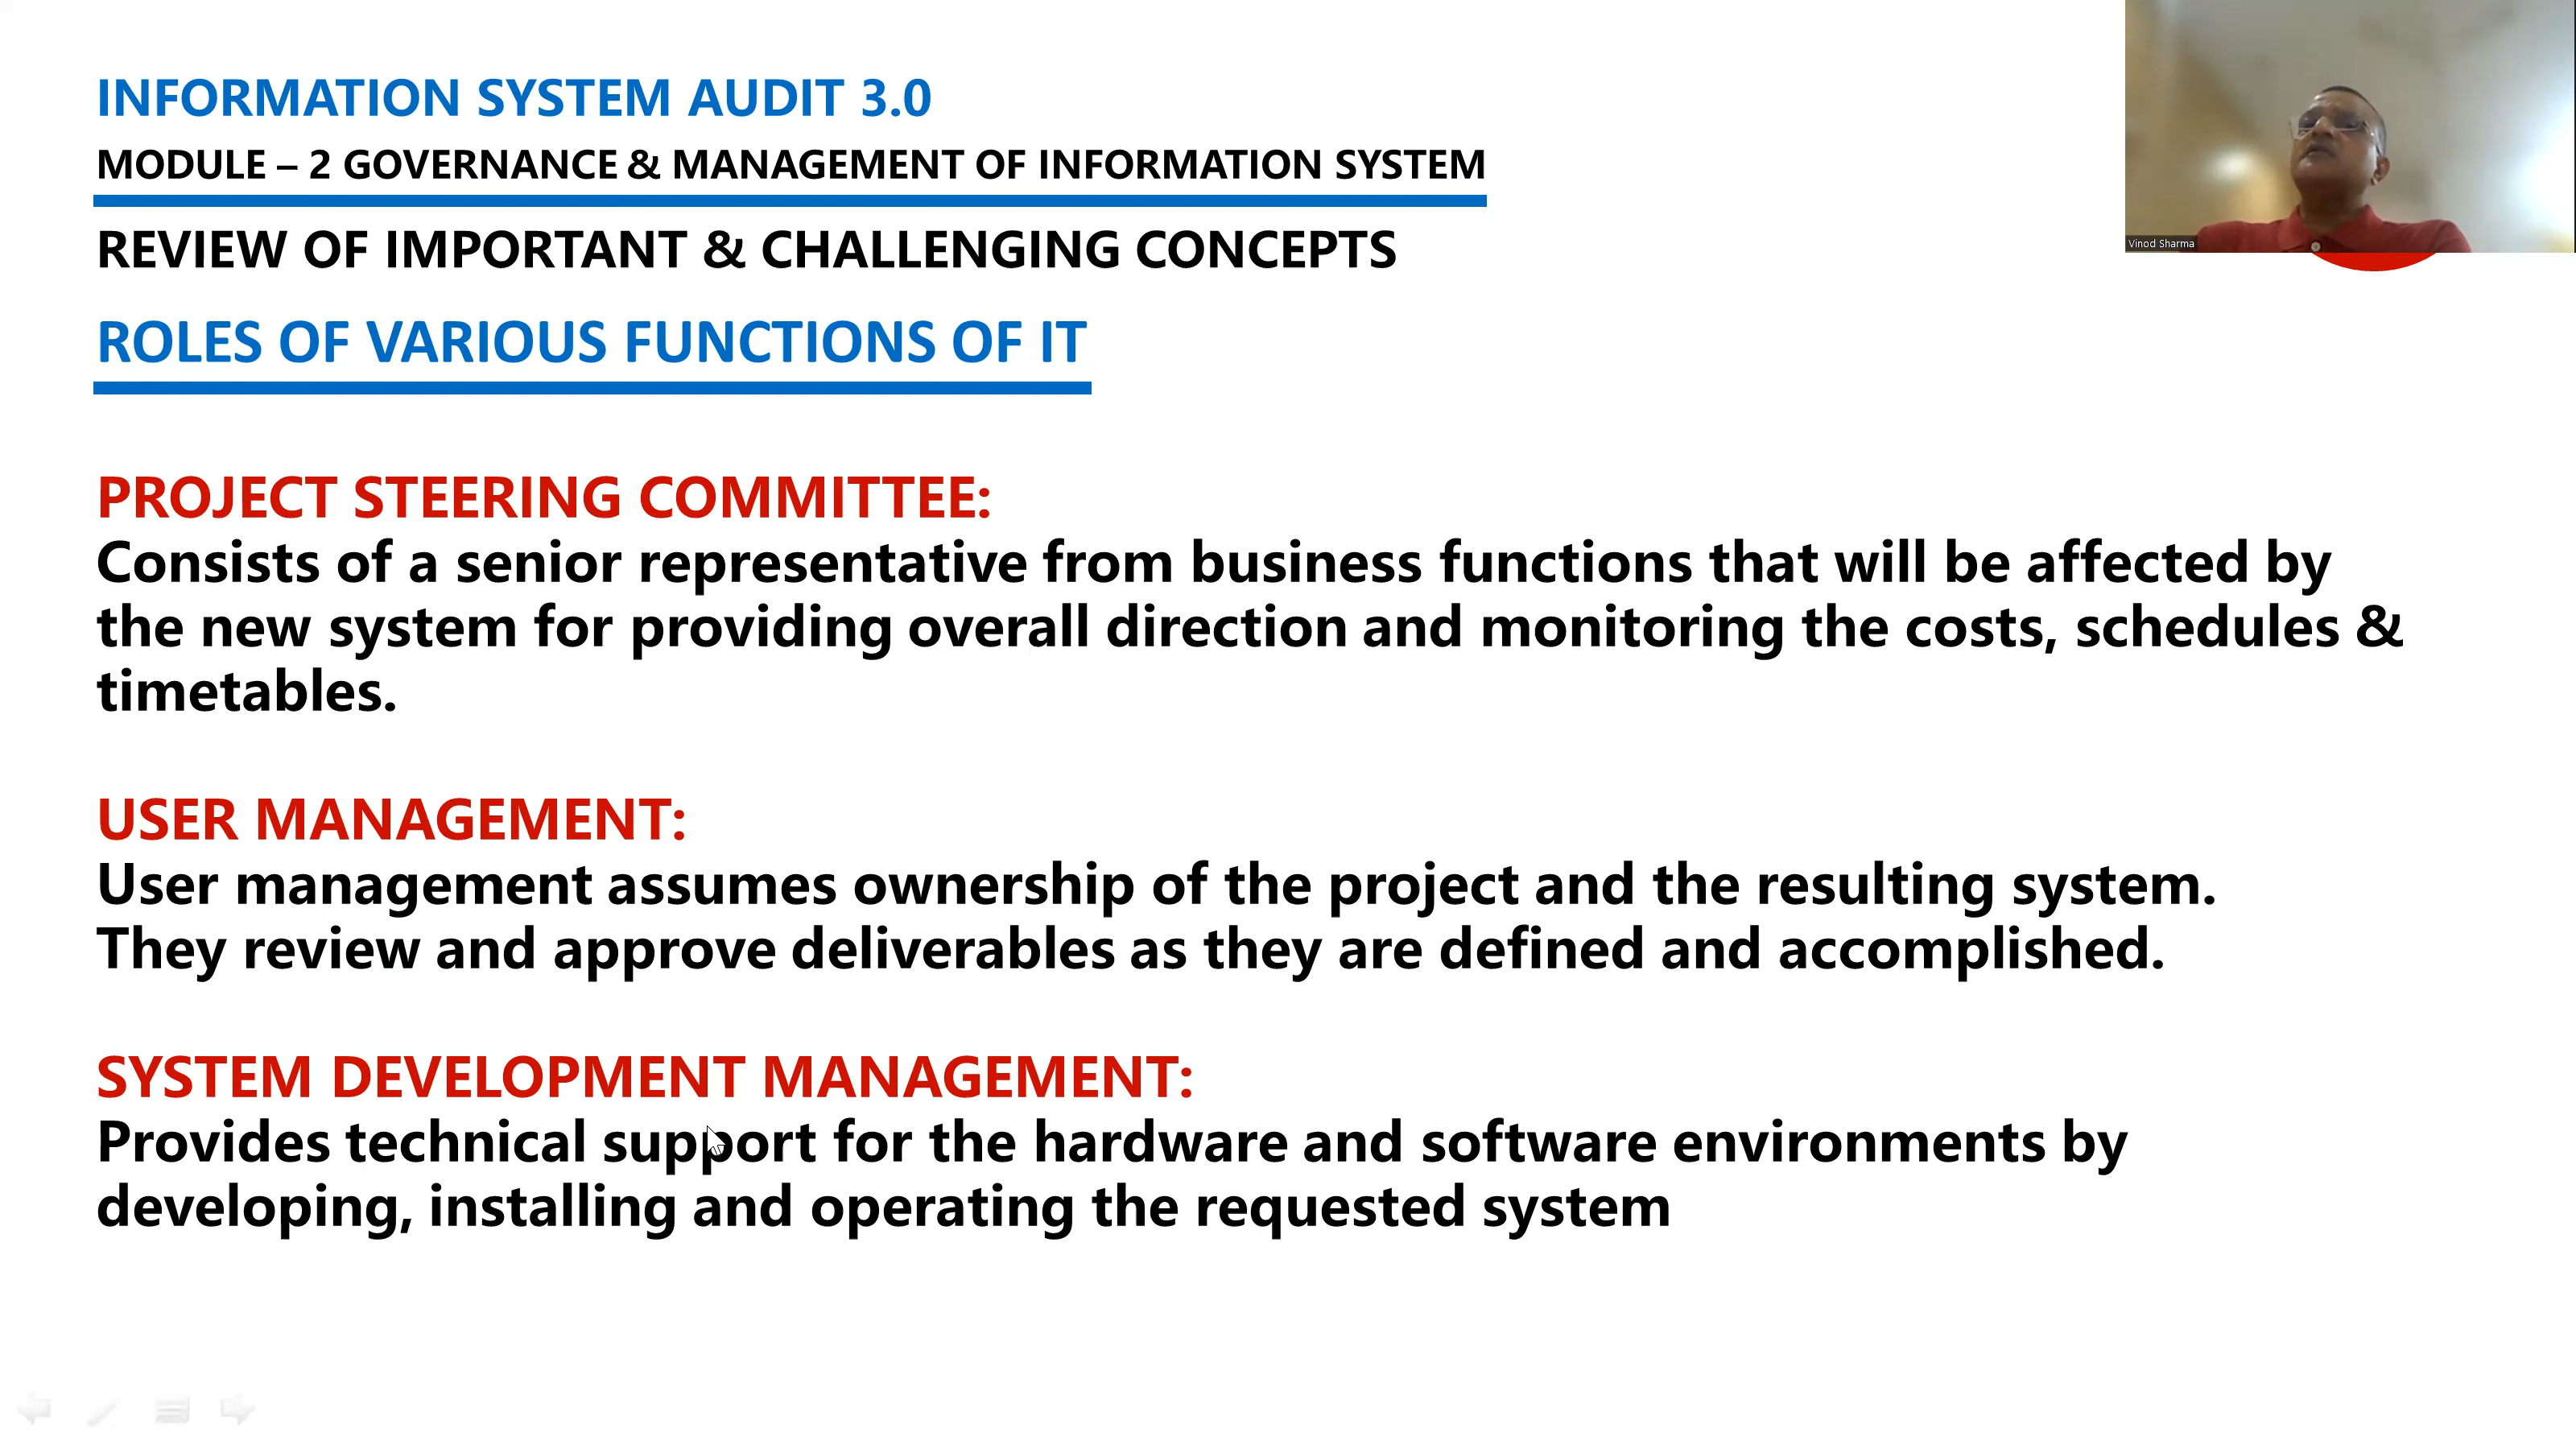 INFORMATION SYSTEM AUDIT 3.0
MODULE – 2 GOVERNANCE & MANAGEMENT OF INFORMATION SYSTEM
REVIEW OF IMPORTANT & CHALLENGING CONCEPTS
ROLES OF VARIOUS FUNCTIONS OF IT
Vinod Sharma
PROJECT STEERING COMMITTEE:
Consists of a senior representative from business functions that will be affected by
the new system for providing overall direction and monitoring the costs, schedules &
timetables.
USER MANAGEMENT:
User management assumes ownership of the project and the resulting system.
They review and approve deliverables as they are defined and accomplished.
SYSTEM DEVELOPMENT MANAGEMENT:
Provides technical support for the hardware and software environments by
developing, installing and operating the requested system